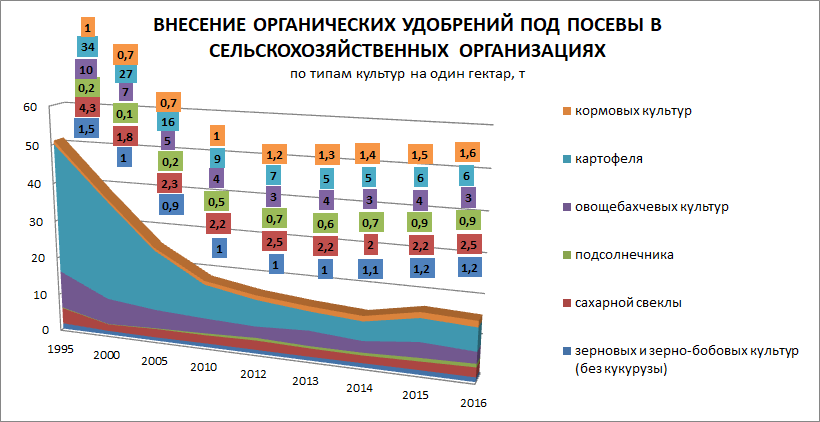 ВНЕСЕНИЕ ОРГАНИЧЕСКИХ УДОБРЕНИЙ ПОД ПОСЕВЫ В
СЕЛЬСКОХОЗЯЙСТВЕННЫХ ОРГАНИЗАЦИЯХ
по типам культур на один гектар, т
1
34 0,7
10 27
0,2 7 0,7
4,3 0,1 16
1,5 1,8 5 1
1 0,2 9 1,2 1,3 1,4 1,5 1,6
2,3 4 7 5 5 6 6
0,9 0,5 3 4 3 4 3
2,2 0,7 0,6 0,7 0,9 0,9
1 2,5 2,2 2 2,2 2,5
1 1 1,1 1,2 1,2
60
50
40
30
20
10
0
1995 2000 2005 2010 2012 2013 2014 2015 2016
кормовых культур
картофеля
овощебахчевых культур
подсолнечника
сахарной свеклы
зерновых и зерно-бобовых культур
(без кукурузы)